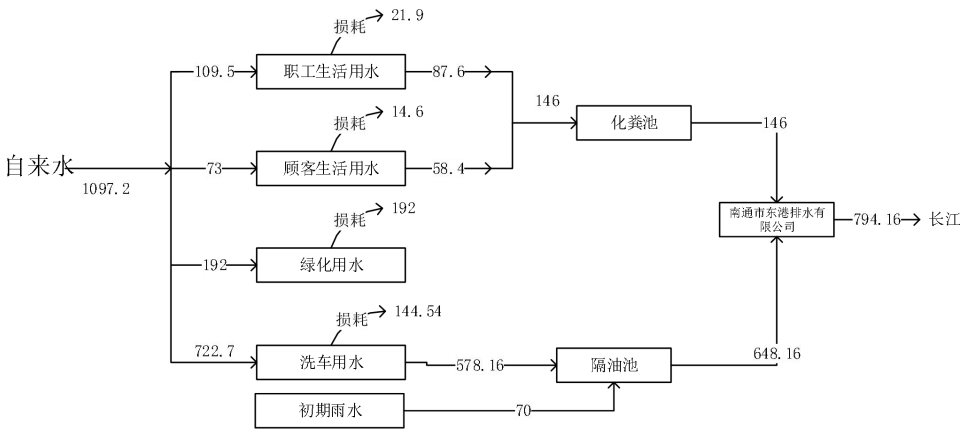 损耗
21.9
109.5
职工生活用水
87.6
146
化粪池
146
损耗
14.6
自来水
1097.2
73
顾客生活用水
58.4
南通市东港排水有
限公司
794.16
长江
损耗
192
192
绿化用水
损耗
144.54
722.7
洗车用水
578.16
隔油池
648.16
初期雨水
70